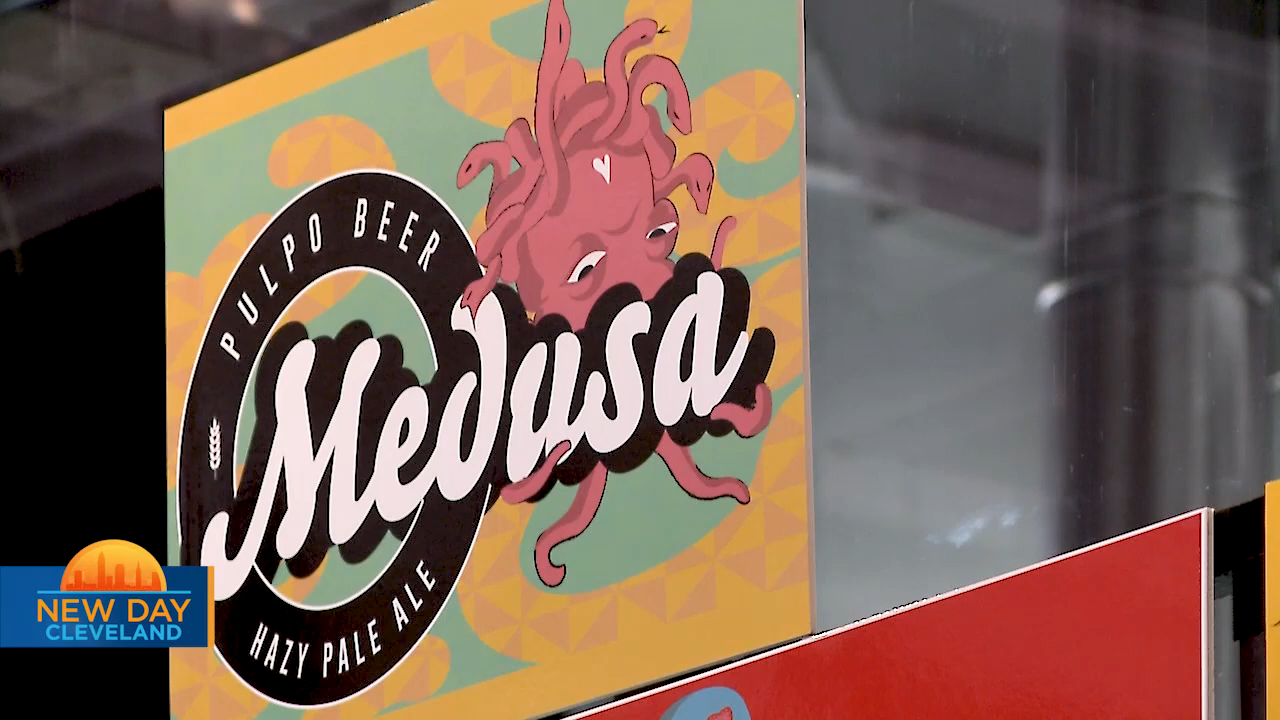 PULPO BEER
Medusa
HAZY PALE ALE
NEW DAY
CLEVELAND